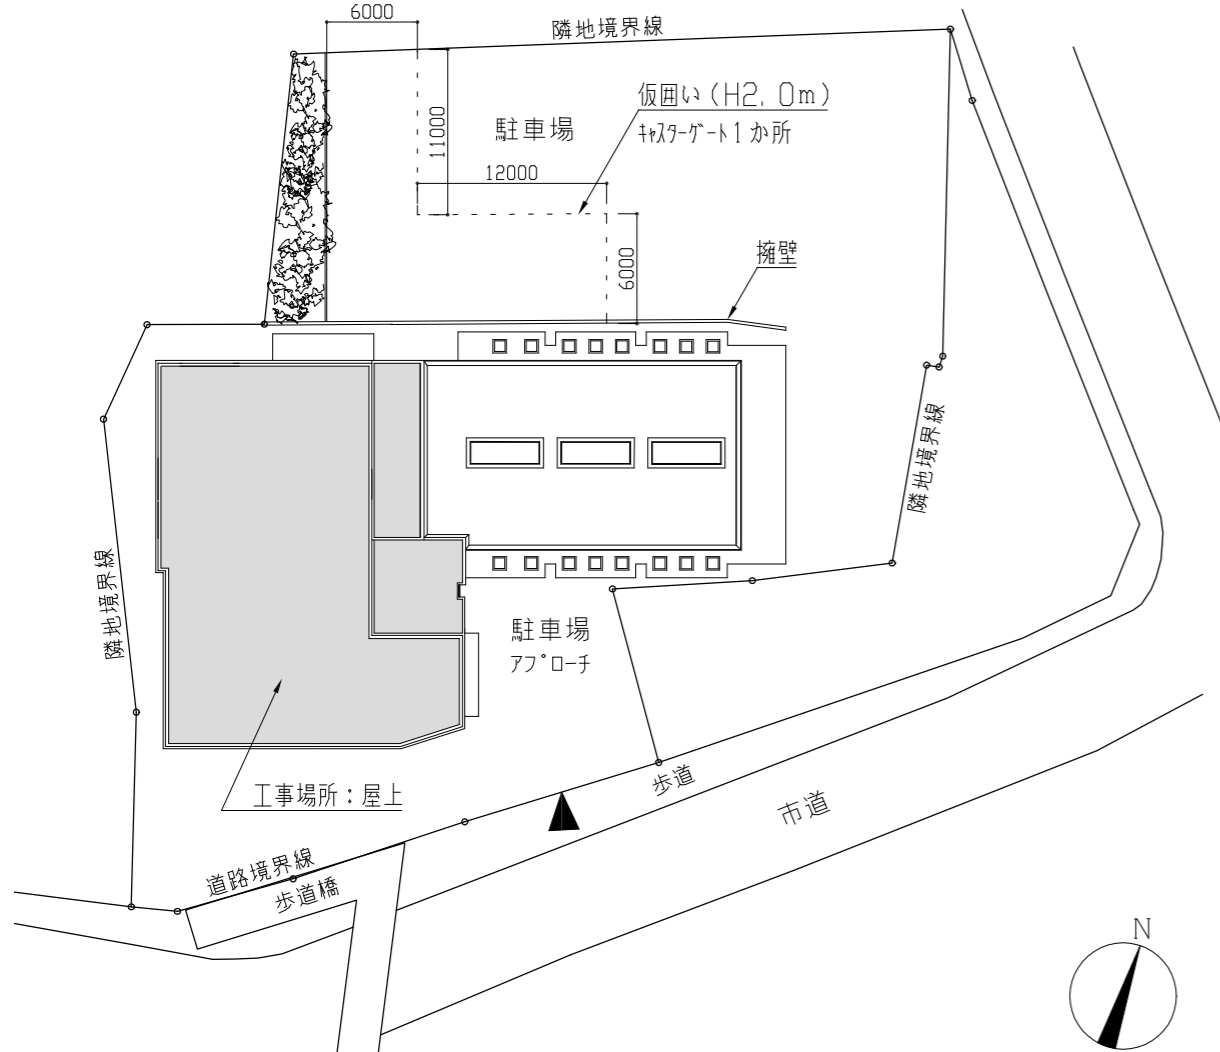 6000
隣地境界線
仮囲い(H2.0m)
キャスターゲート1か所
駐車場
11000
12000
6000
擁壁
隣地境界線
隣地境界線
駐車場
アプローチ
工事場所：屋上
歩道
市道
道路境界線
歩道橋
N